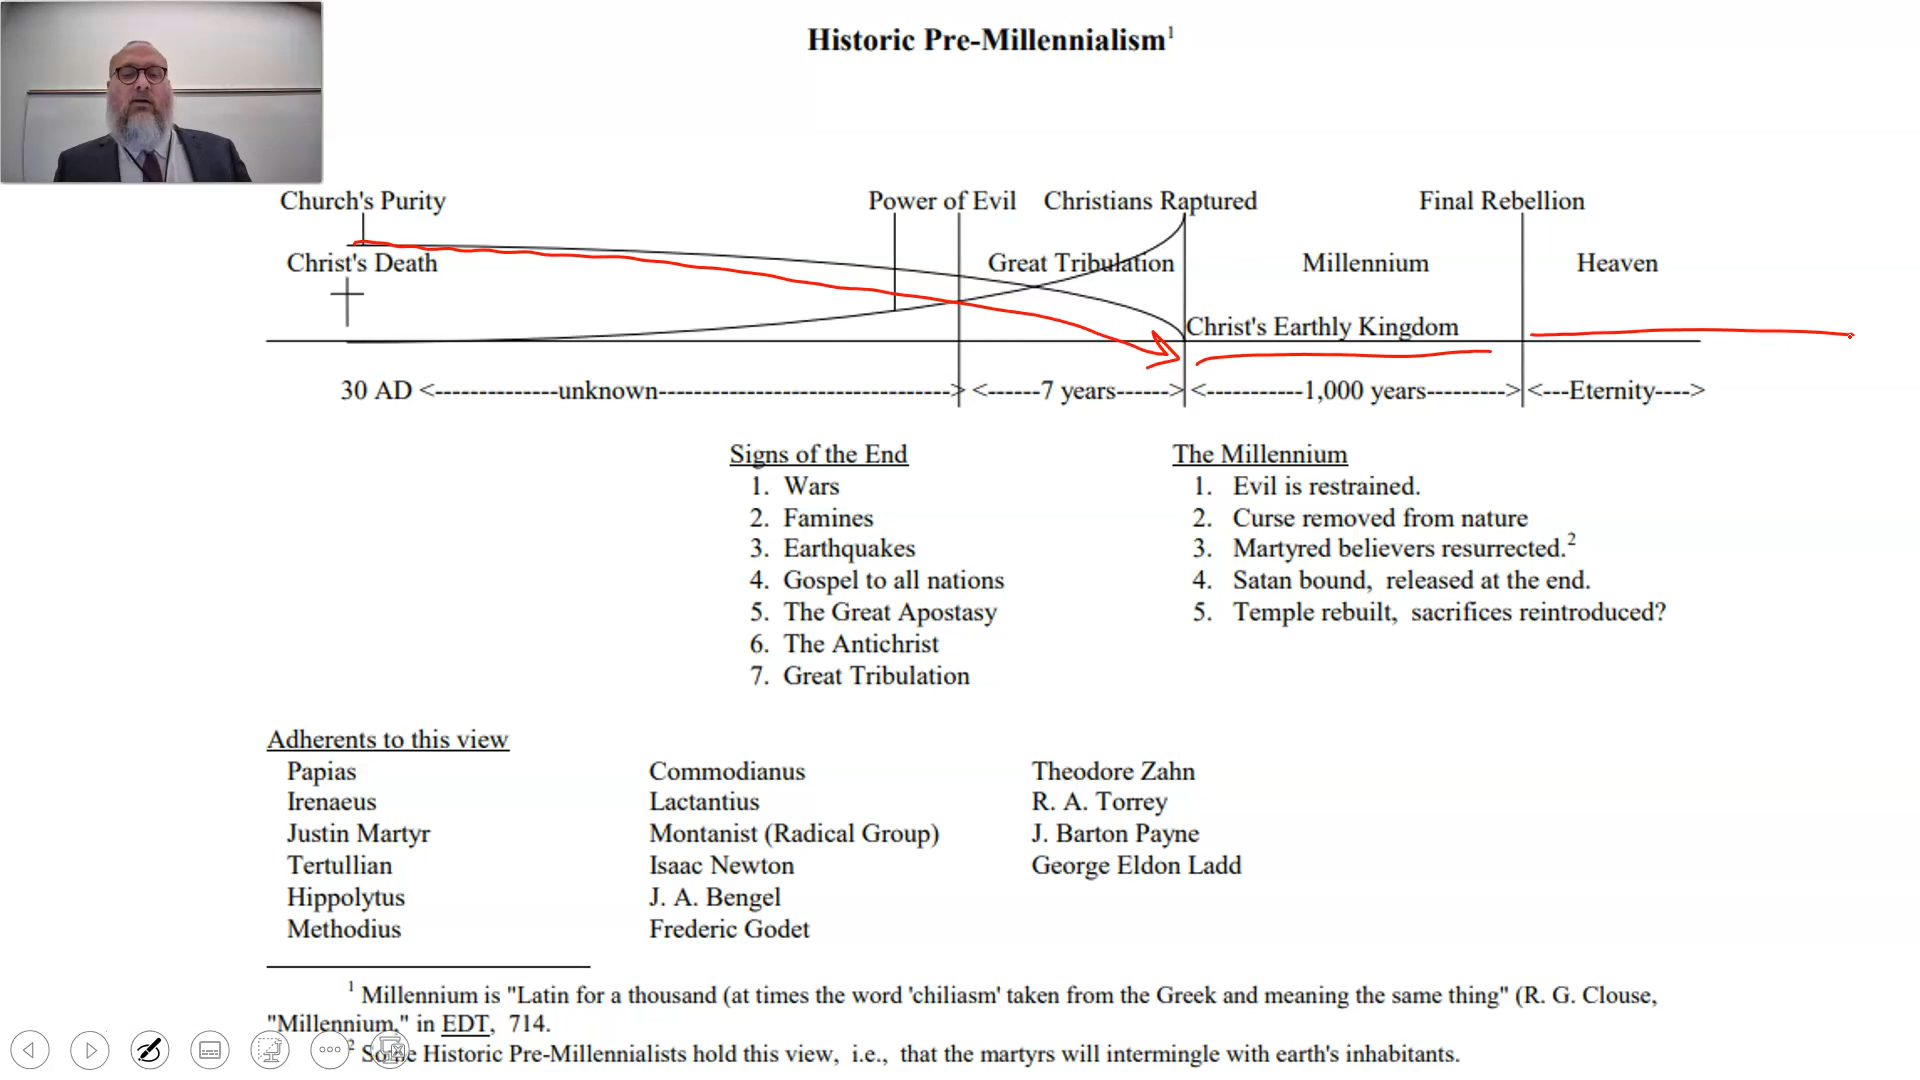 Historic Pre-Millennialism¹
Church's Purity Power of Evil Christians Raptured Final Rebellion
Christ's Death Great Tribulation Millennium Heaven
Christ's Earthly Kingdom
30 AD <--------------unknown---------------------------------> <------7 years------> <-----------1,000 years---------> <---Eternity---->
Signs of the End The Millennium
1. Wars 1. Evil is restrained.
2. Famines 2. Curse removed from nature
3. Earthquakes 3. Martyred believers resurrected.²
4. Gospel to all nations 4. Satan bound, released at the end.
5. The Great Apostasy 5. Temple rebuilt, sacrifices reintroduced?
6. The Antichrist
7. Great Tribulation
Adherents to this view
Papias Commodianus Theodore Zahn
Irenaeus Lactantius R. A. Torrey
Justin Martyr Montanist (Radical Group) J. Barton Payne
Tertullian Isaac Newton George Eldon Ladd
Hippolytus J. A. Bengel
Methodius Frederic Godet
¹ Millennium is "Latin for a thousand (at times the word 'chiliasm' taken from the Greek and meaning the same thing" (R. G. Clouse,
"Millennium," in EDT, 714.
² Some Historic Pre-Millennialists hold this view, i.e., that the martyrs will intermingle with earth's inhabitants.